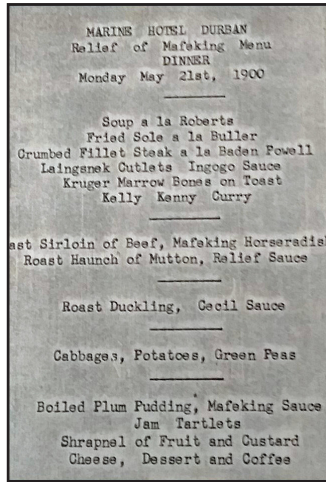 MARINE HOTEL DURBAN
Relief of Mafeking Menu
DINNER
Monday May 21st, 1900
Soup a la Roberts
Fried Sole a la Buller
Crumbed Fillet Steak a la Baden Powell
Laingsnek Cutlets Ingogo Sauce
Kruger Marrow Bones on Toast
Kelly Kenny Curry
ast Sirloin of Beef, Mafeking Horseradis
Roast Haunch of Mutton, Relief Sauce
Roast Duckling, Cecil Sauce
Cabbages, Potatoes, Green Peas
Boiled Plum Pudding, Mafeking Sauce
Jam Tartlets
Shrapnel of Fruit and Custard
Cheese, Dessert and Coffee